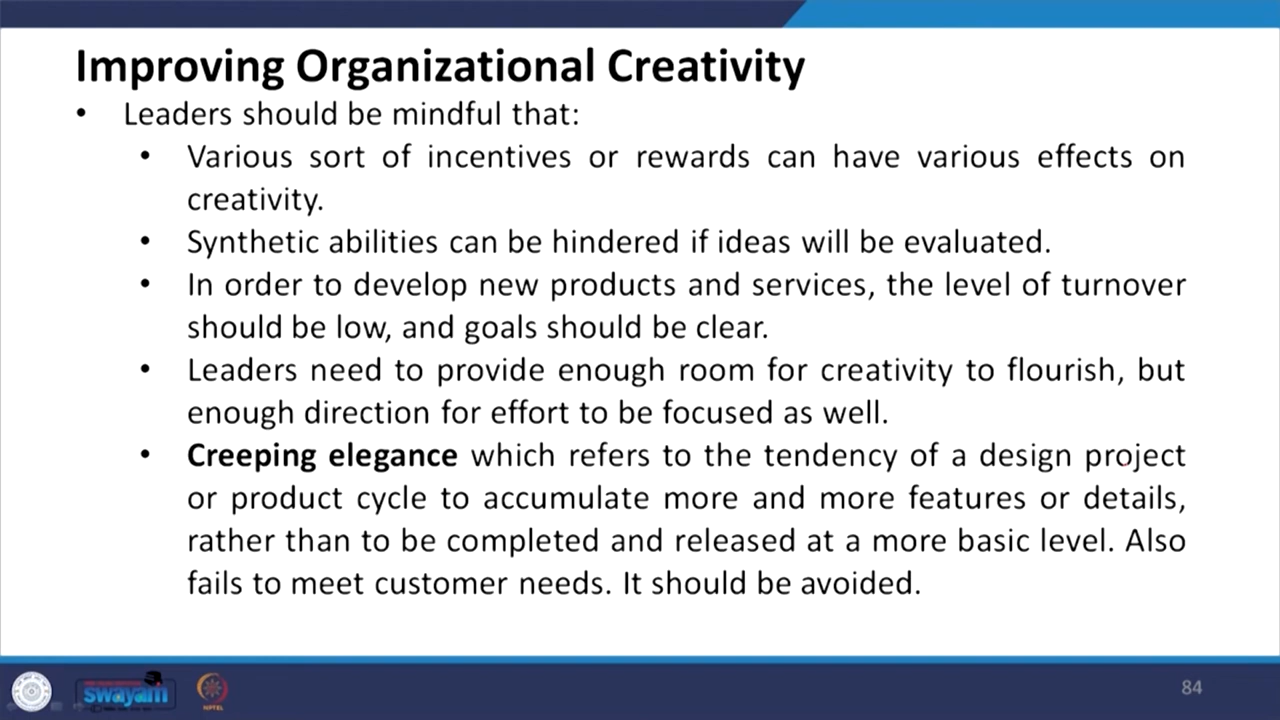 Improving Organizational Creativity
• Leaders should be mindful that:
• Various sort of incentives or rewards can have various effects on
creativity.
• Synthetic abilities can be hindered if ideas will be evaluated.
• In order to develop new products and services, the level of turnover
should be low, and goals should be clear.
• Leaders need to provide enough room for creativity to flourish, but
enough direction for effort to be focused as well.
• Creeping elegance which refers to the tendency of a design project
or product cycle to accumulate more and more features or details,
rather than to be completed and released at a more basic level. Also
fails to meet customer needs. It should be avoided.
swayam
NPTEL
84